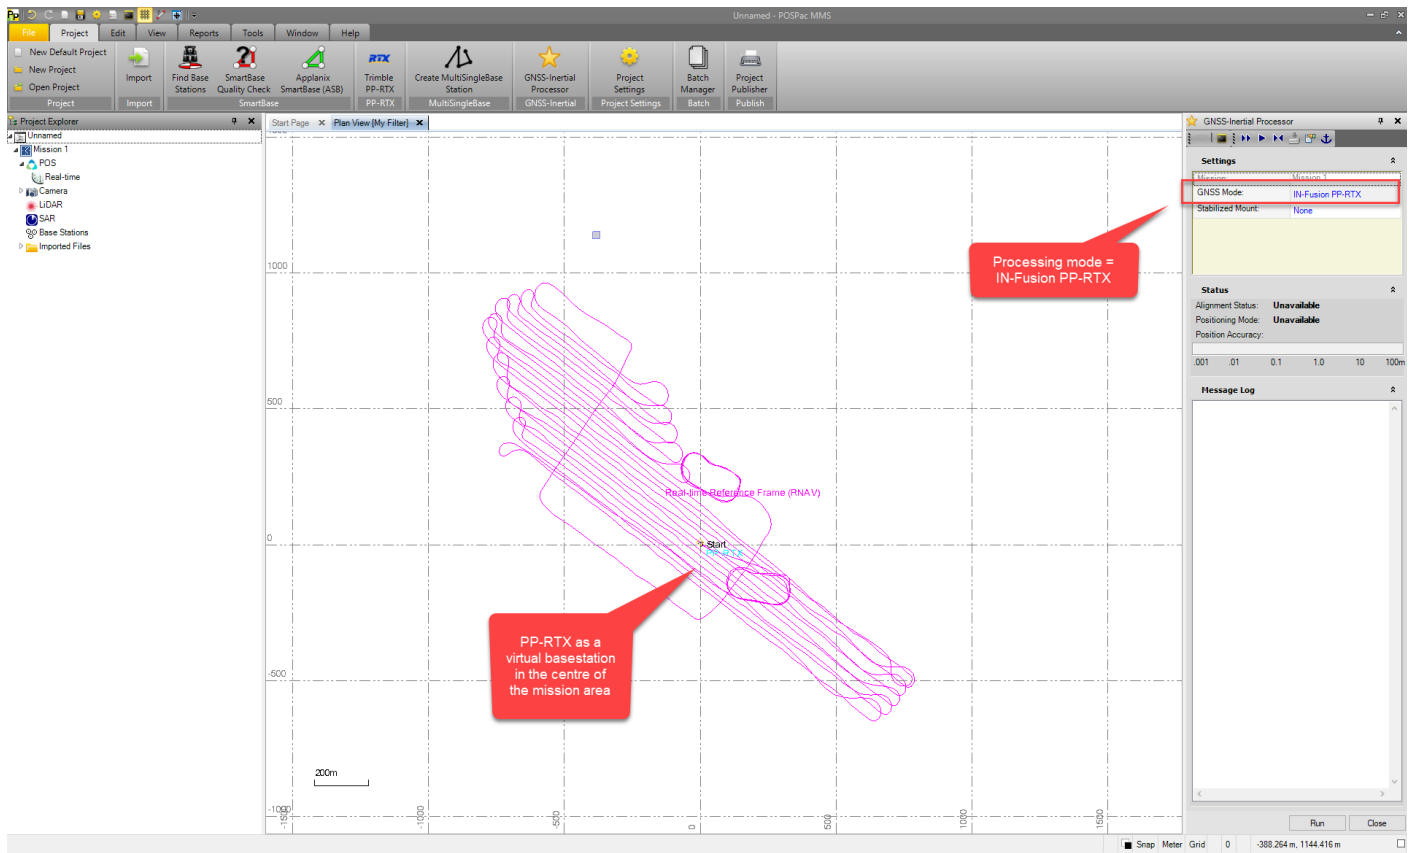 Pp
Unnamed - POSPac MMS
File Project Edit View Reports Tools Window Help
New Default Project
New Project
Open Project
Project
Import
Import
Find Base
Stations
SmartBase
Quality Check
Applanix
SmartBase (ASB)
SmartBase
RTX
Trimble
PP-RTX
PP-RTX
Create MultiSingleBase
Station
MultiSingleBase
GNSS-Inertial
Processor
GNSS-Inertial
Project
Settings
Project Settings
Batch
Manager
Batch
Project
Publisher
Publish
Project Explorer
Unnamed
Mission 1
POS
Real-time
Camera
LiDAR
SAR
Base Stations
Imported Files
Start Page
Plan View [My Filter]
1000
500
0
-500
Real-time Reference Frame (RNAV)
Start
PP-RTX
PP-RTX as a
virtual basestation
in the centre of
the mission area
Processing mode =
IN-Fusion PP-RTX
200m
-1500
-1000
-500
0
500
1000
1500
GNSS-Inertial Processor
Settings
Mission: Mission 1
GNSS Mode: IN-Fusion PP-RTX
Stabilized Mount: None
Status
Alignment Status: Unavailable
Positioning Mode: Unavailable
Position Accuracy:
.001 .01 0.1 1.0 10 100m
Message Log
Run Close
Snap Meter Grid 0 -388.264 m, 1144.416 m